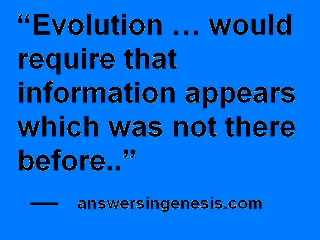 “Evolution … would
require that
information appears
which was not there
before..”
— answersingenesis.com